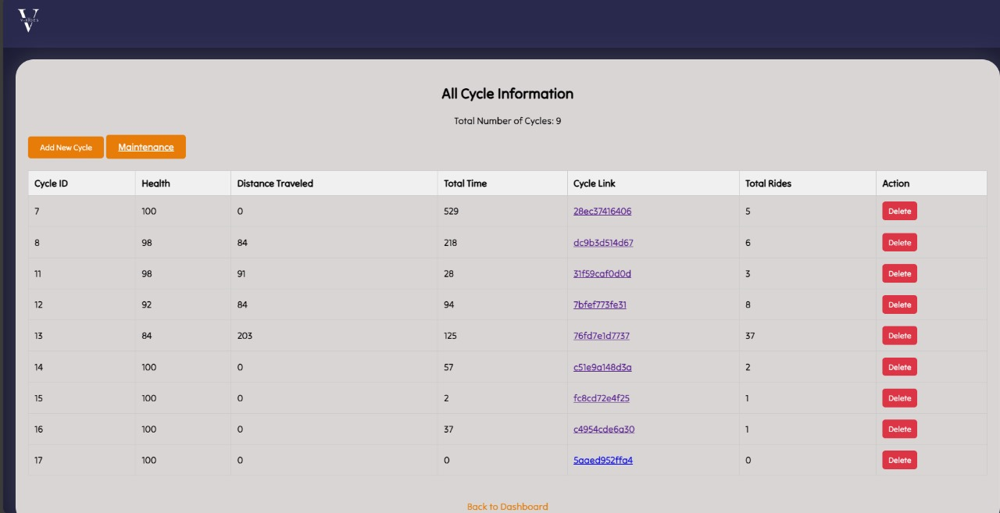 V
V-RIDES
V
All Cycle Information
Total Number of Cycles: 9
Add New Cycle Maintenance
Cycle ID Health Distance Traveled Total Time Cycle Link Total Rides Action
7 100 0 529 28ec37416406 5 Delete
8 98 84 218 dc9b3d514d67 6 Delete
11 98 91 28 31f59caf0d0d 3 Delete
12 92 84 94 7bfef773fe31 8 Delete
13 84 203 125 76fd7e1d7737 37 Delete
14 100 0 57 c51e9a148d3a 2 Delete
15 100 0 2 fc8cd72e4f25 1 Delete
16 100 0 37 c4954cde6a30 1 Delete
17 100 0 0 5aaed952ffa4 0 Delete
Back to Dashboard